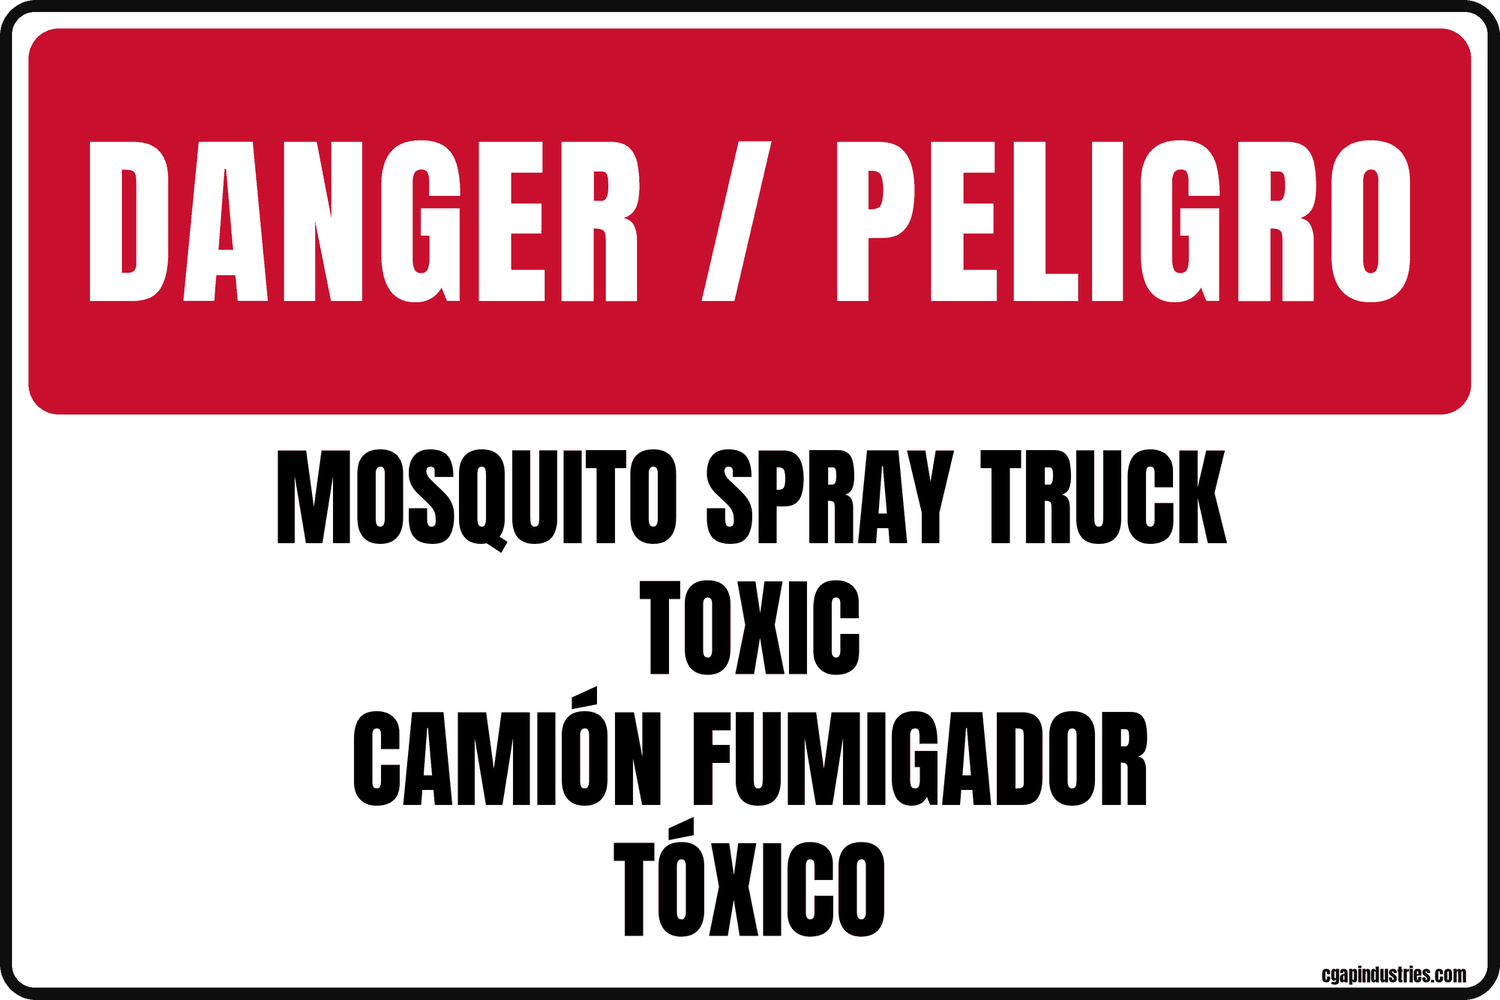 DANGER / PELIGRO
MOSQUITO SPRAY TRUCK
TOXIC
CAMIÓN FUMIGADOR
TÓXICO
cgapindustries.com